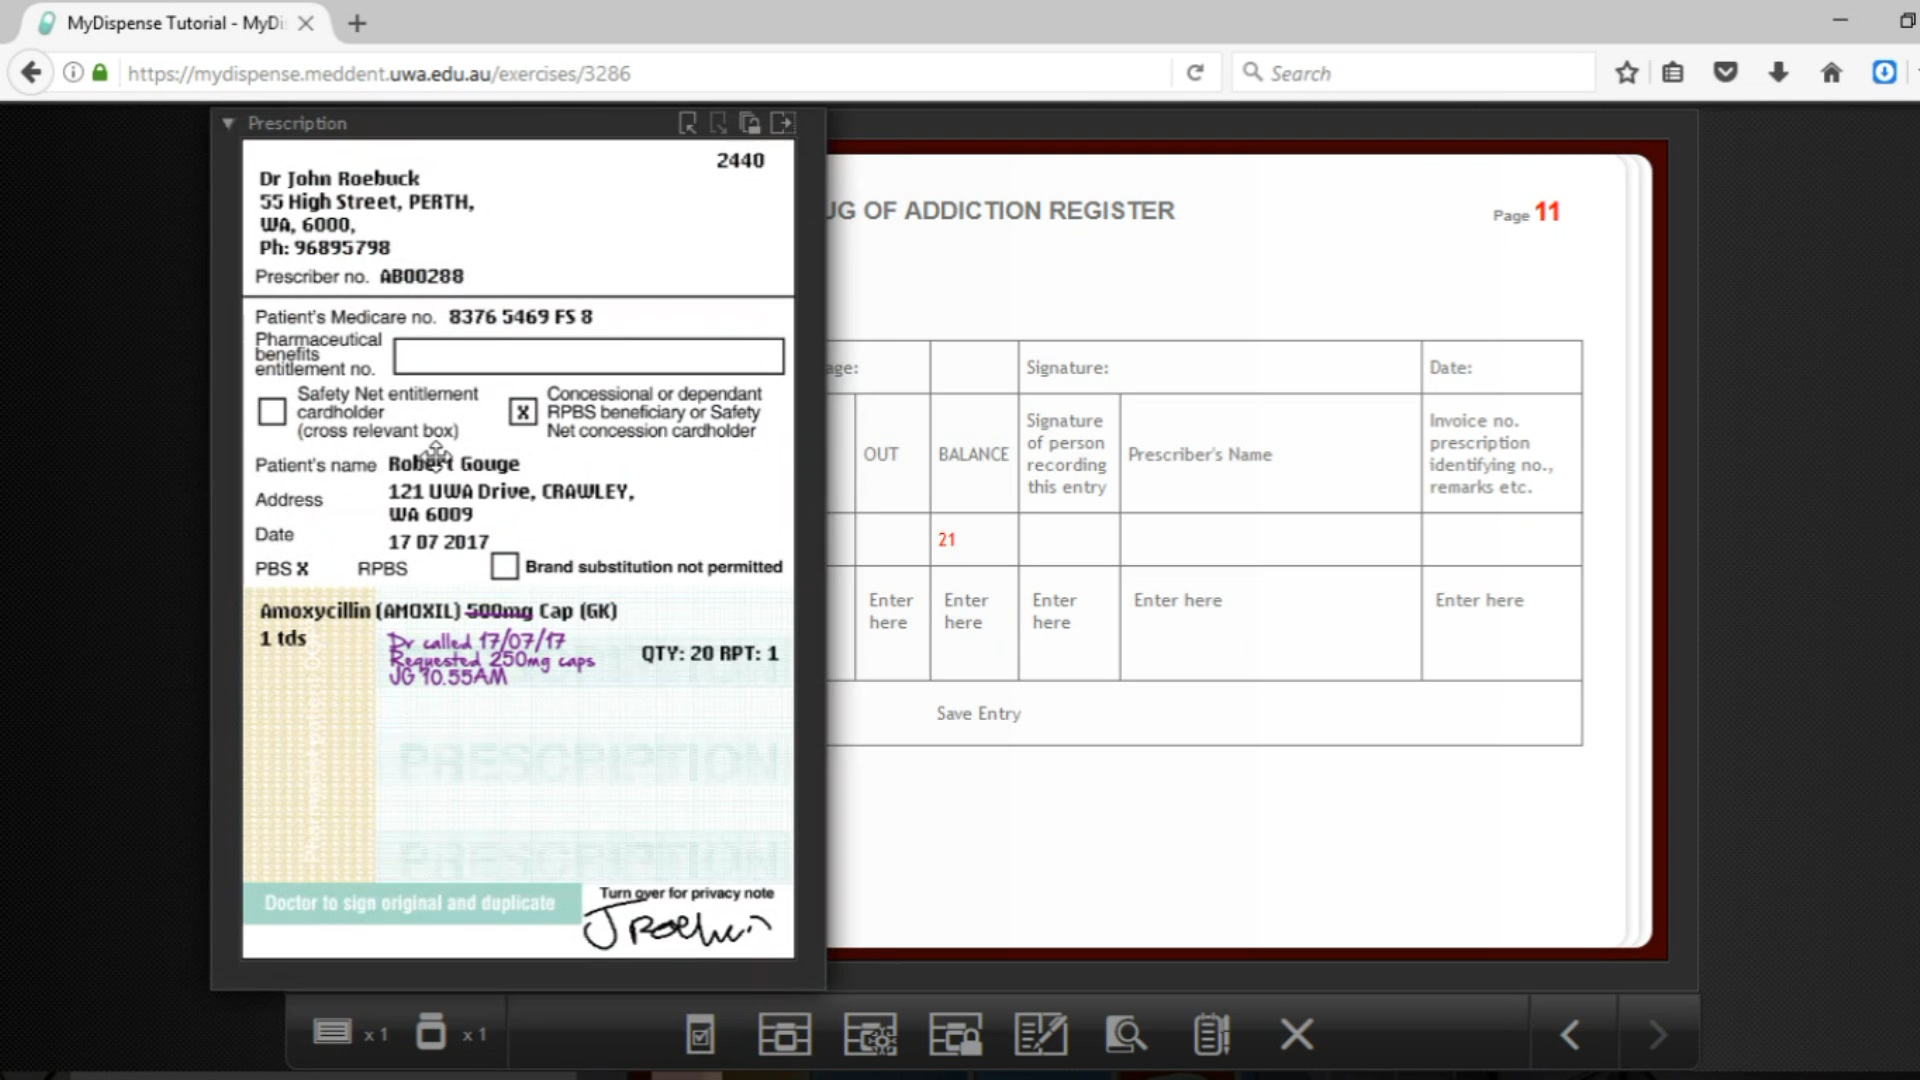 MyDispense Tutorial - MyDi
https://mydispense.meddent.uwa.edu.au/exercises/3286
Search
Prescription
2440
Dr John Roebuck
55 High Street, PERTH,
WA, 6000,
Ph: 96895798
Prescriber no. AB00288
Patient's Medicare no. 8376 5469 FS 8
Pharmaceutical
benefits
entitlement no.
Safety Net entitlement
cardholder
(cross relevant box)
X
Concessional or dependant
RPBS beneficiary or Safety
Net concession cardholder
Patient's name Robert Gouge
Address 121 UWA Drive, CRAWLEY,
WA 6009
Date 17 07 2017
PBS X RPBS Brand substitution not permitted
Amoxycillin (AMOXIL) 500mg Cap (GK)
1 tds
Dr called 17/07/17
Requested 250mg caps
JG 10.55AM
QTY: 20 RPT: 1
PRESCRIPTION
PRESCRIPTION
PRESCRIPTION
Doctor to sign original and duplicate
Turn over for privacy note
J Roebu
UG OF ADDICTION REGISTER
Page 11
age:
Signature:
Date:
OUT
BALANCE
Signature
of person
recording
this entry
Prescriber's Name
Invoice no.
prescription
identifying no.,
remarks etc.
21
Enter
here
Enter
here
Enter
here
Enter here
Enter here
Save Entry
x 1
x 1